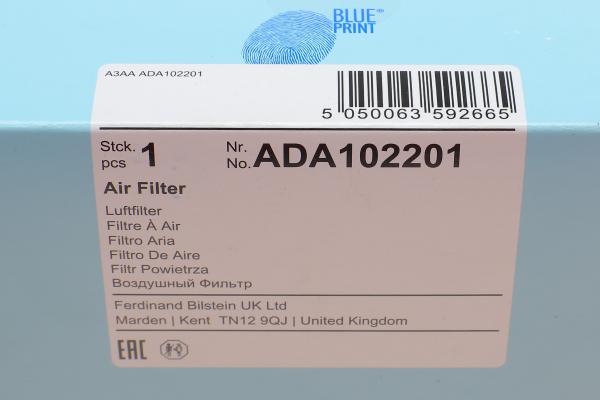 BLUE®
PRINT
A3AA ADA102201
5 050063 592665
Stck. 1 Nr. ADA102201
pcs No.
Air Filter
Luftfilter
Filtre À Air
Filtro Aria
Filtro De Aire
Filtr Powietrza
Воздушный Фильтр
Ferdinand Bilstein UK Ltd
Marden | Kent TN12 9QJ | United Kingdom
EAC